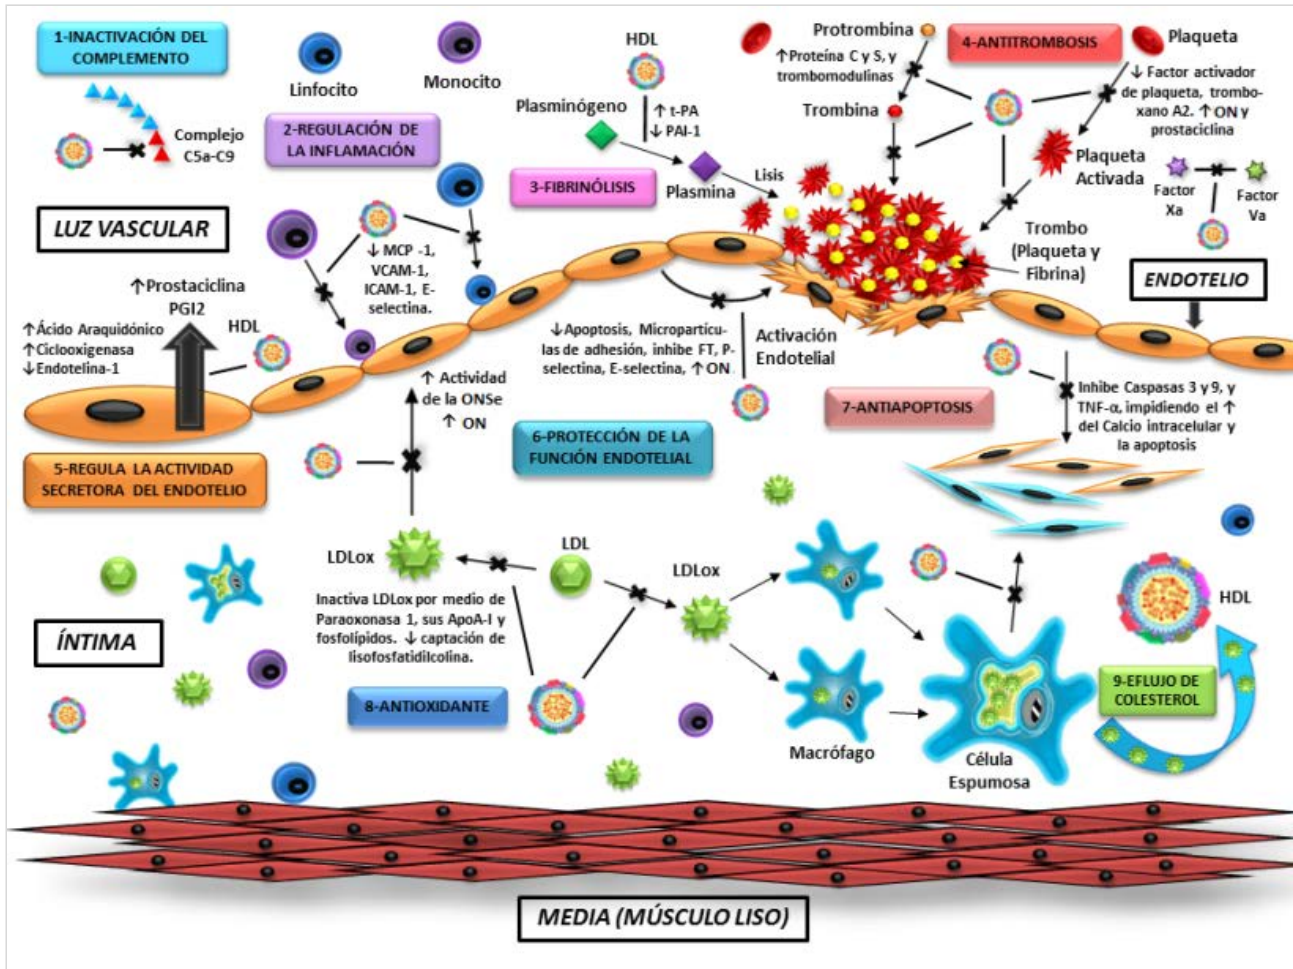 1-INACTIVACIÓN DEL
COMPLEMENTO
Complejo
C5a-C9
Linfocito
Monocito
2-REGULACIÓN DE
LA INFLAMACIÓN
HDL
Plasminógeno
↑ t-PA
↓ PAI-1
Plasmina
3-FIBRINÓLISIS
Lisis
Protrombina
↑Proteína C y S, y
trombomodulinas
Trombina
4-ANTITROMBOSIS
Plaqueta
↓ Factor activador
de plaqueta, trombo-
xano A2. ↑ ON y
prostaciclina
Plaqueta
Activada
Factor
Xa
Factor
Va
Trombo
(Plaqueta y
Fibrina)
LUZ VASCULAR
↓ MCP -1,
VCAM-1,
ICAM-1, E-
selectina.
ENDOTELIO
↑Prostaciclina
PGI2
↑Ácido Araquidónico
↑Ciclooxigenasa
↓Endotelina-1
HDL
↑ Actividad
de la ONSe
↑ ON
↓Apoptosis, Micropartícu-
las de adhesión, inhibe FT, P-
selectina, E-selectina, ↑ON
Activación
Endotelial
7-ANTIAPOPTOSIS
Inhibe Caspasas 3 y 9, y
TNF-α, impidiendo el ↑
del Calcio intracelular y
la apoptosis
5-REGULA LA ACTIVIDAD
SECRETORA DEL ENDOTELIO
6-PROTECCIÓN DE LA
FUNCIÓN ENDOTELIAL
LDLox
LDL
LDLox
Inactiva LDLox por medio de
Paraoxonasa 1, sus ApoA-I y
fosfolípidos. ↓ captación de
lisofosfatidilcolina.
HDL
ÍNTIMA
8-ANTIOXIDANTE
9-EFLUJO DE
COLESTEROL
Macrófago
Célula
Espumosa
MEDIA (MÚSCULO LISO)